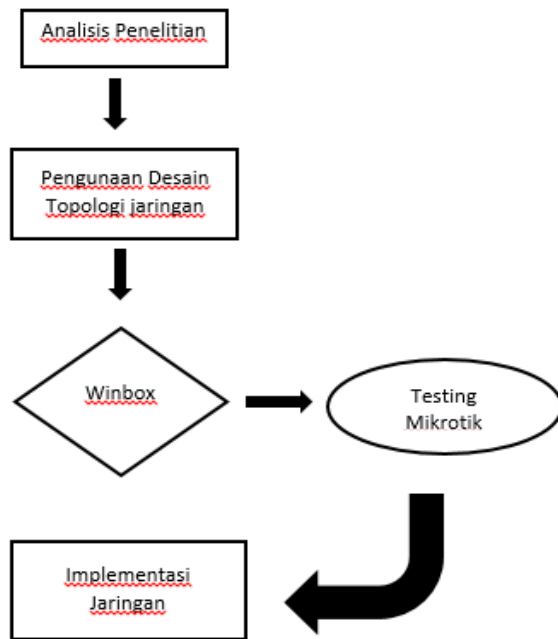 Analisis Penelitian
Pengunaan Desain
Topologi jaringan
Winbox
Testing
Mikrotik
Implementasi
Jaringan